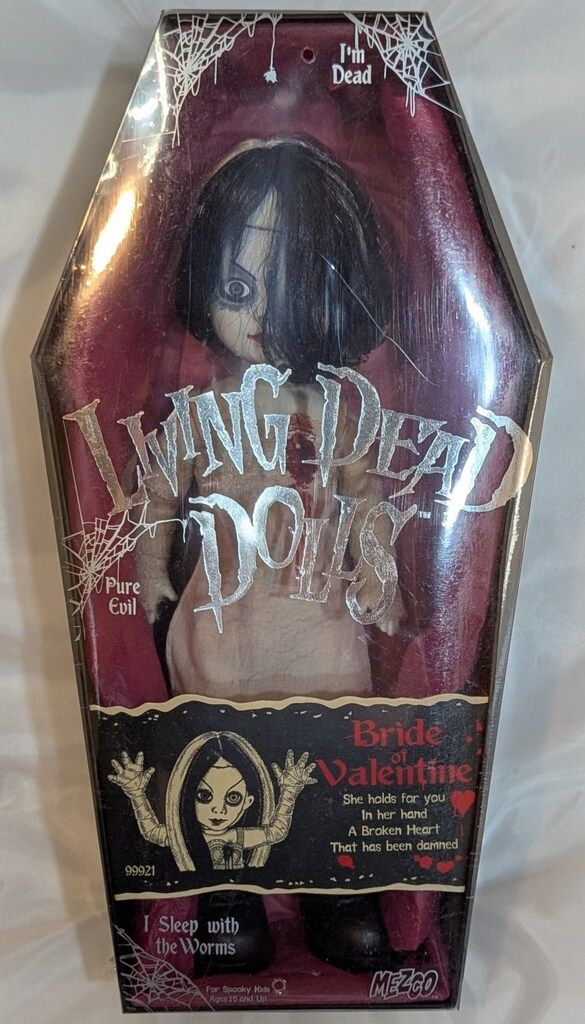 I'm
Dead
LIVING DEAD
DOLLS™
Pure
Evil
Bride
of
Valentine
She holds for you
In her hand
A Broken Heart
That has been damned
99921
I Sleep with
the Worms
For Spooky Kids
Ages 15 and Up
MEZCO